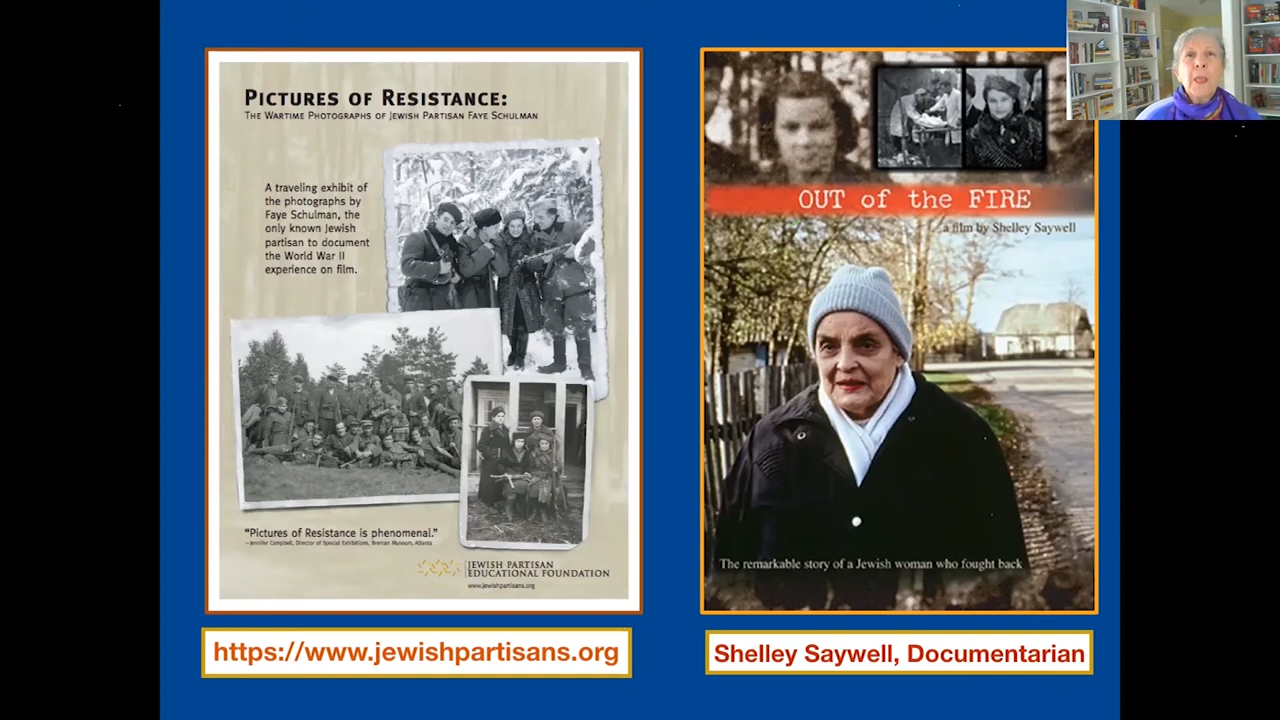 PICTURES OF RESISTANCE:
THE WARTIME PHOTOGRAPHS OF JEWISH PARTISAN FAYE SCHULMAN
A traveling exhibit of
the photographs by
Faye Schulman, the
only known Jewish
partisan to document
the World War II
experience on film.
"Pictures of Resistance is phenomenal."
—Jennifer Campbell, Director of Special Exhibitions, Breman Museum, Atlanta
JEWISH PARTISAN
EDUCATIONAL FOUNDATION
www.jewishpartisans.org
https://www.jewishpartisans.org
OUT of the FIRE
a film by Shelley Saywell
The remarkable story of a Jewish woman who fought back
Shelley Saywell, Documentarian